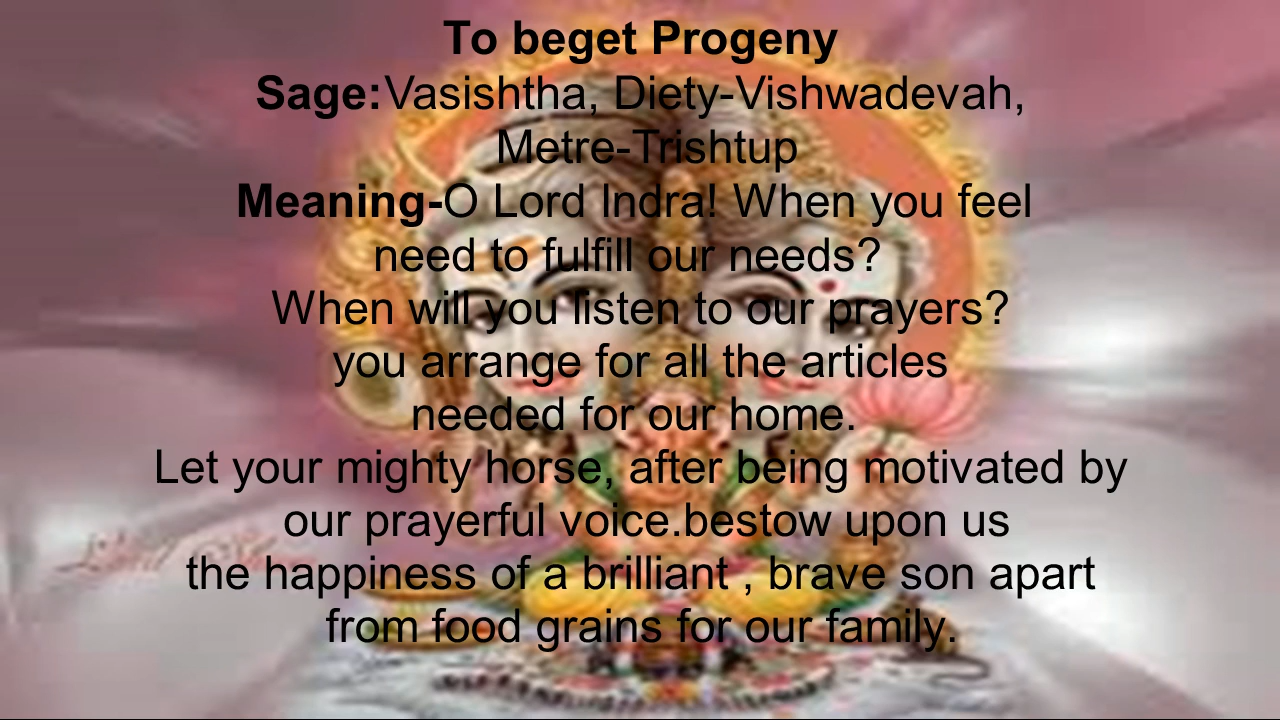 To beget Progeny
Sage:Vasishtha, Diety-Vishwadevah,
Metre-Trishtup
Meaning-O Lord Indra! When you feel
need to fulfill our needs?
When will you listen to our prayers?
you arrange for all the articles
needed for our home.
Let your mighty horse, after being motivated by
our prayerful voice.bestow upon us
the happiness of a brilliant , brave son apart
from food grains for our family.